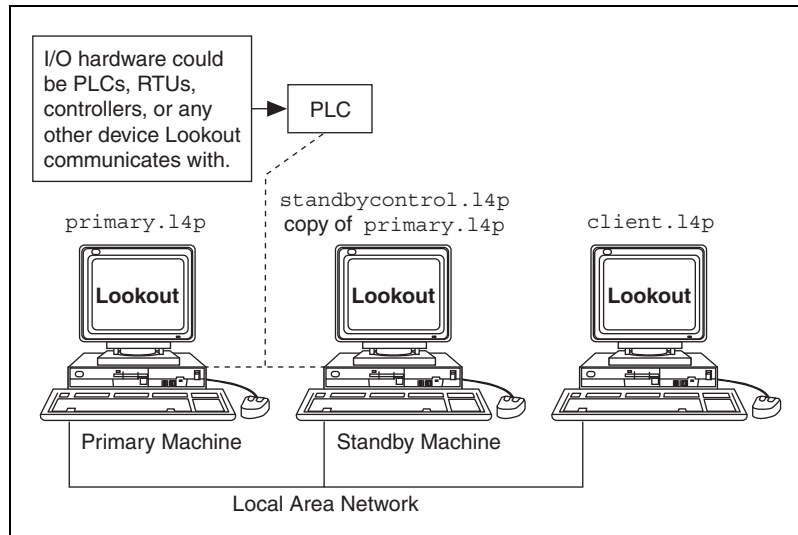 I/O hardware could
be PLCs, RTUs,
controllers, or any
other device Lookout
communicates with.
PLC
primary.l4p
standbycontrol.l4p
copy of primary.l4p
client.l4p
Lookout
Lookout
Lookout
Primary Machine
Standby Machine
Local Area Network